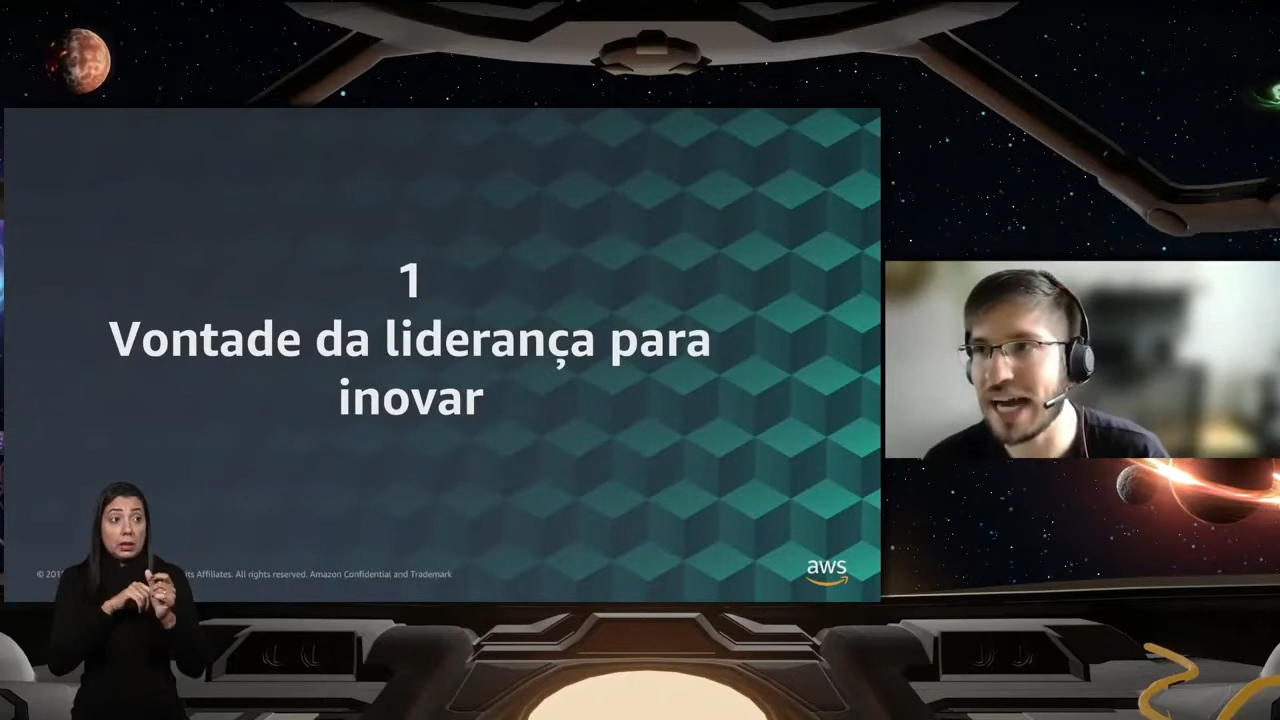 1
Vontade da liderança para
inovar
its Affiliates. All rights reserved. Amazon Confidential and Trademark
aws